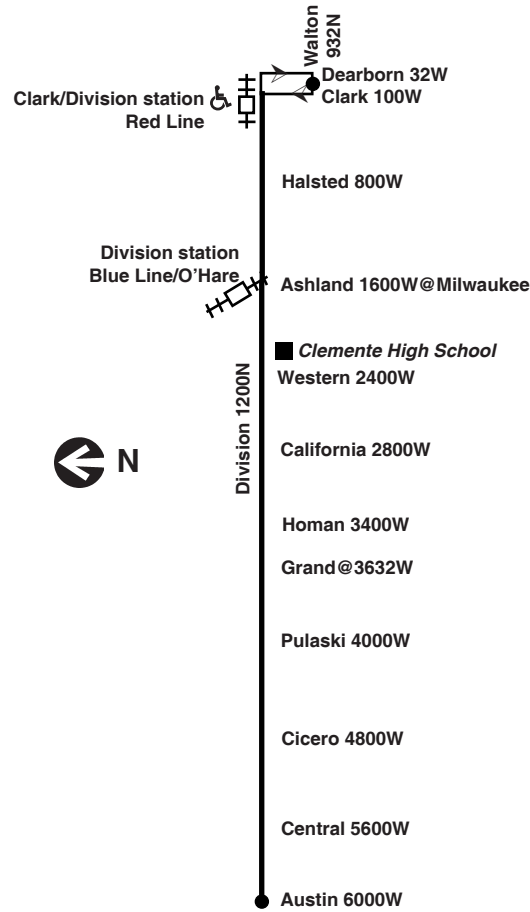 Walton
932N
Dearborn 32W
Clark 100W
Clark/Division station
Red Line
Halsted 800W
Division station
Blue Line/O’Hare
Ashland 1600W@Milwaukee
Clemente High School
Western 2400W
Division 1200N
California 2800W
N
Homan 3400W
Grand@3632W
Pulaski 4000W
Cicero 4800W
Central 5600W
Austin 6000W